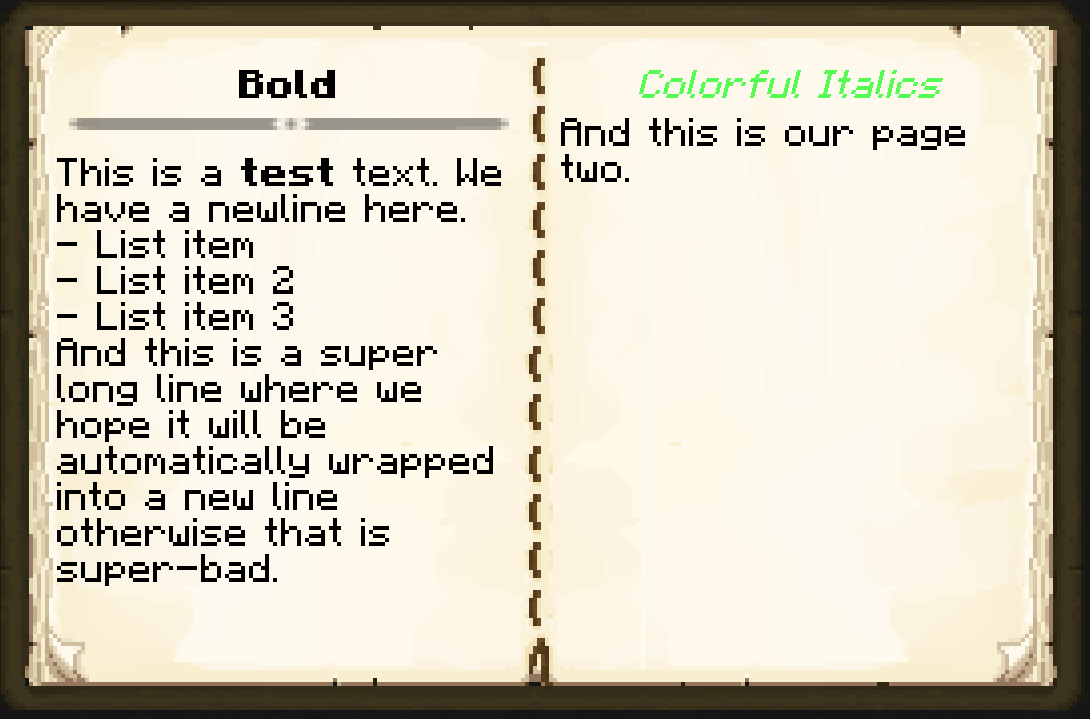 Bold
This is a test text. We
have a newline here.
- List item
- List item 2
- List item 3
And this is a super
long line where we
hope it will be
automatically wrapped
into a new line
otherwise that is
super-bad.
Colorful Italics
And this is our page
two.